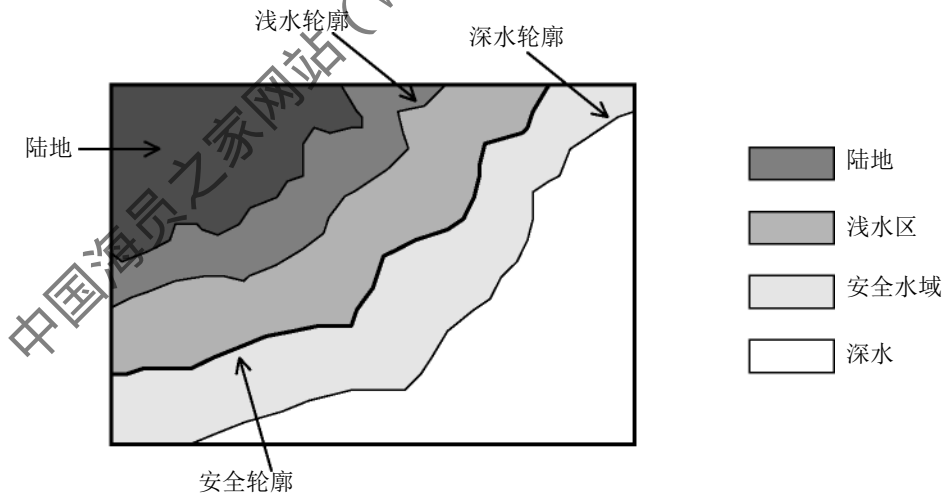 浅水轮廓
深水轮廓
陆地
陆地
浅水区
安全水域
深水
安全轮廓
中国海员之家网站（